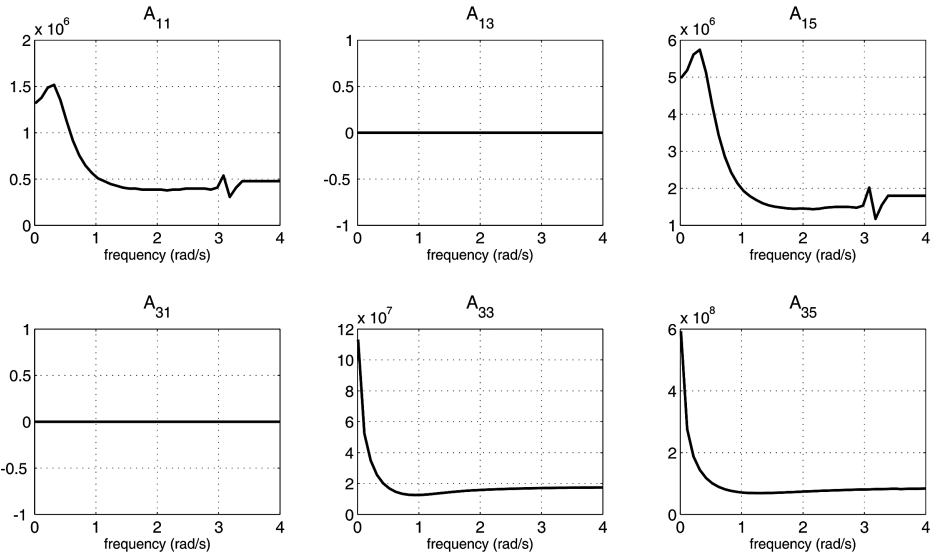 A11 A13 A15
x 10^6 x 10^6
2 1 6
1.5 0.5 5
4
1 0 3
0.5 -0.5 2
0 -1 1
0 1 2 3 4 0 1 2 3 4 0 1 2 3 4
frequency (rad/s) frequency (rad/s) frequency (rad/s)
A31 A33 A35
x 10^7 x 10^8
1 12 6
0.5 10
8 4
0 6
-0.5 4 2
2
-1 0 0
0 1 2 3 4 0 1 2 3 4 0 1 2 3 4
frequency (rad/s) frequency (rad/s) frequency (rad/s)